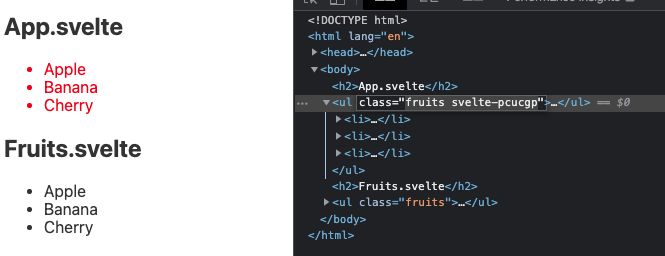 App.svelte
Apple
Banana
Cherry
Fruits.svelte
Apple
Banana
Cherry
<!DOCTYPE html>
<html lang="en">
<head>…</head>
<body>
<h2>App.svelte</h2>
<ul class="fruits svelte-pcucgp">…</ul> == $0
<li>…</li>
<li>…</li>
<li>…</li>
</ul>
<h2>Fruits.svelte</h2>
<ul class="fruits">…</ul>
</body>
</html>